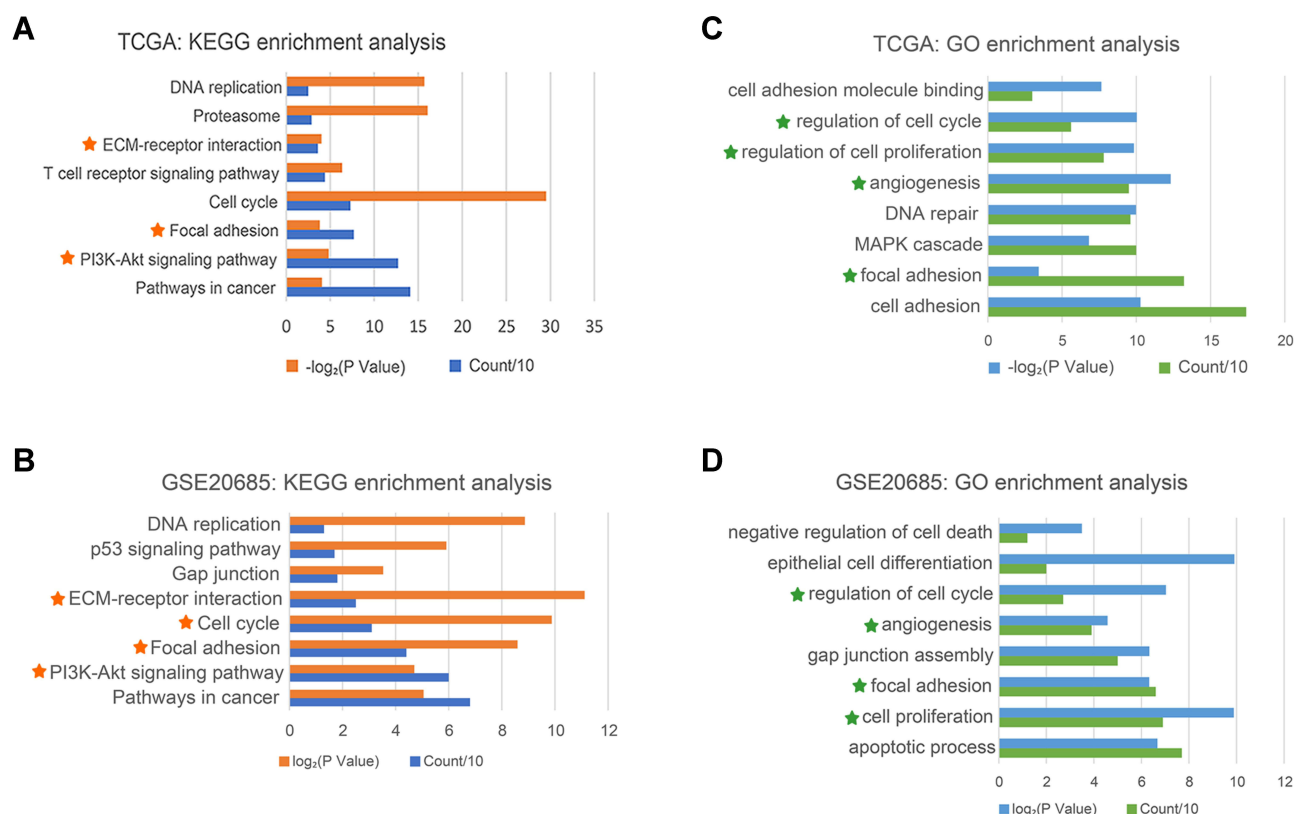 A
TCGA: KEGG enrichment analysis
DNA replication
Proteasome
ECM-receptor interaction
T cell receptor signaling pathway
Cell cycle
Focal adhesion
PI3K-Akt signaling pathway
Pathways in cancer
0 5 10 15 20 25 30 35
-log₂(P Value) Count/10
B
GSE20685: KEGG enrichment analysis
DNA replication
p53 signaling pathway
Gap junction
ECM-receptor interaction
Cell cycle
Focal adhesion
PI3K-Akt signaling pathway
Pathways in cancer
0 2 4 6 8 10 12
log₂(P Value) Count/10
C
TCGA: GO enrichment analysis
cell adhesion molecule binding
regulation of cell cycle
regulation of cell proliferation
angiogenesis
DNA repair
MAPK cascade
focal adhesion
cell adhesion
0 5 10 15 20
-log₂(P Value) Count/10
D
GSE20685: GO enrichment analysis
negative regulation of cell death
epithelial cell differentiation
regulation of cell cycle
angiogenesis
gap junction assembly
focal adhesion
cell proliferation
apoptotic process
0 2 4 6 8 10 12
log₂(P Value) Count/10